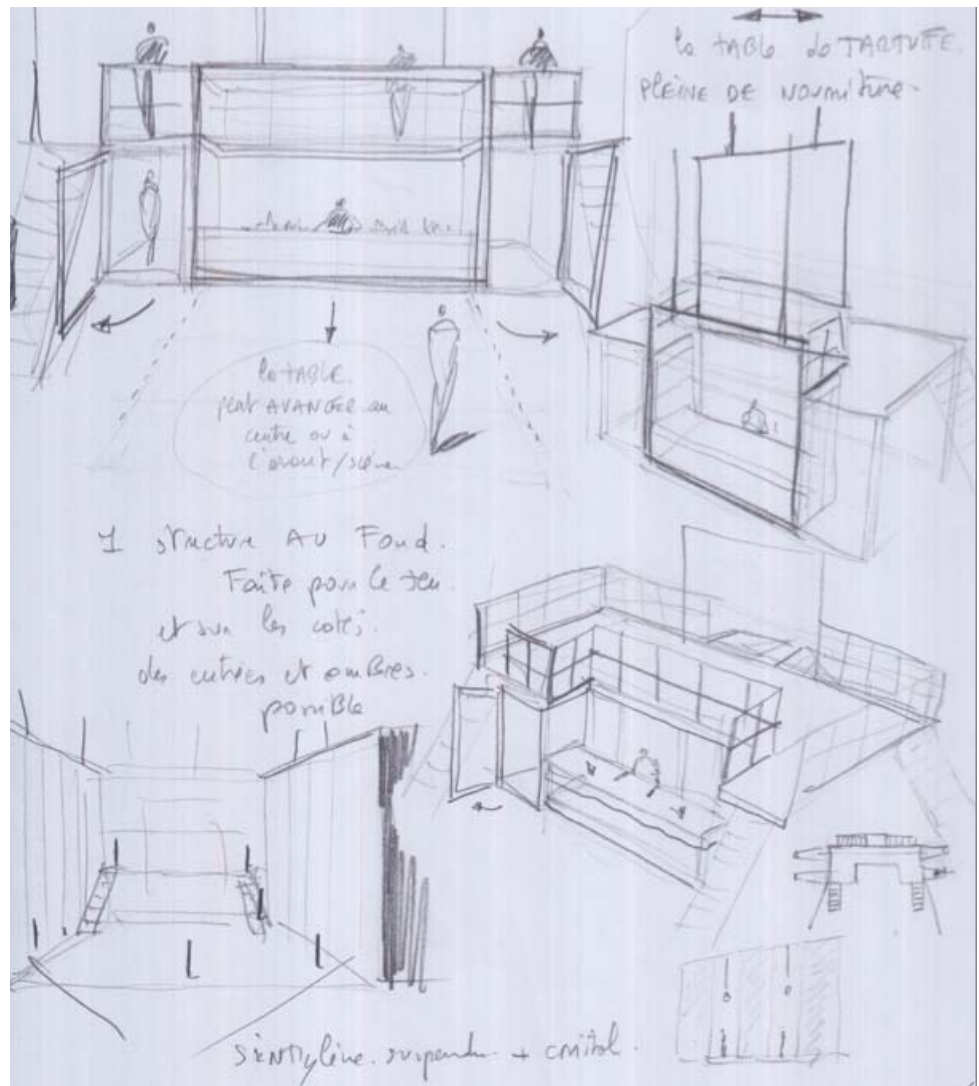 la TABLE de TARTUFFE.
PLEINE DE NOURRITURE.
la TABLE.
peut AVANCER au
centre ou à
l'avant/scène
1 structure AU Fond.
Faite pour le Jeu
et sur les cotés.
des entrées et omBres.
possiBle
suspendu + cristal.